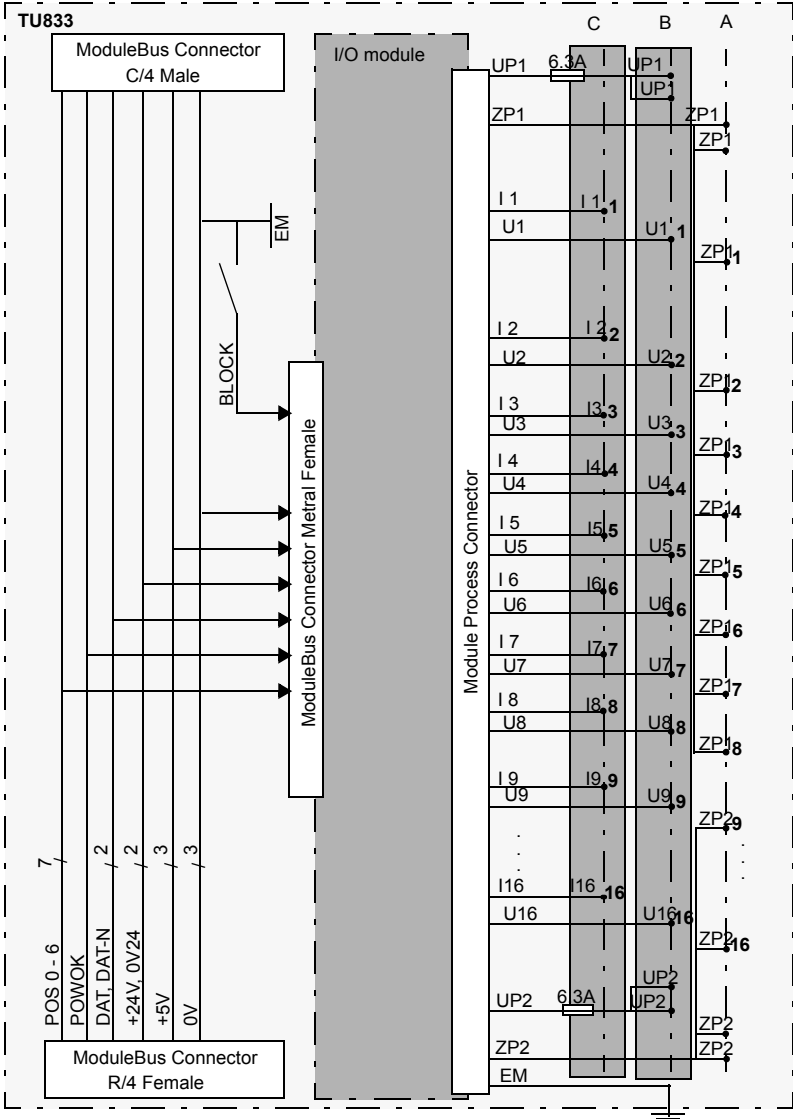 TU833
C B A
ModuleBus Connector
C/4 Male
I/O module
UP1 6.3A UP1
UP1
ZP1 ZP1
ZP1
I 1 I 1 1
U1 U1 1
ZP1 1
EM
I 2 I 2 2
U2 U2 2
ZP1 2
BLOCK
I 3 I3 3
U3 U3 3
ZP1 3
I 4 I4 4
U4 U4 4
ZP1 4
I 5 I5 5
U5 U5 5
ZP1 5
I 6 I6 6
U6 U6 6
ZP1 6
I 7 I7 7
U7 U7 7
ZP1 7
I 8 I8 8
U8 U8 8
ZP1 8
I 9 I9 9
U9 U9 9
ZP2 9
ModuleBus Connector Metral Female
Module Process Connector
. . .
. . .
I16 I16 16
U16 U16 16
ZP2 16
UP2
UP2 6.3A UP2
ZP2
ZP2 ZP2
EM
7 / 2 / 2 / 3 / 3 /
POS 0 - 6
POWOK
DAT, DAT-N
+24V, 0V24
+5V
0V
ModuleBus Connector
R/4 Female